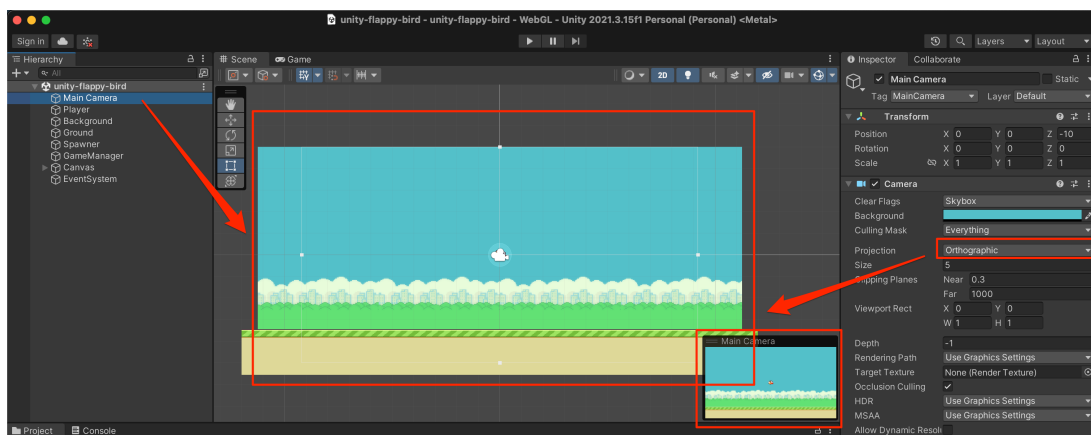 unity-flappy-bird - unity-flappy-bird - WebGL - Unity 2021.3.15f1 Personal (Personal) <Metal>
Sign in
Layers
Layout
Hierarchy
All
unity-flappy-bird
Main Camera
Player
Background
Ground
Spawner
GameManager
Canvas
EventSystem
Scene
Game
2D
Main Camera
Inspector
Collaborate
Main Camera
Static
Tag MainCamera
Layer Default
Transform
Position X 0 Y 0 Z -10
Rotation X 0 Y 0 Z 0
Scale X 1 Y 1 Z 1
Camera
Clear Flags Skybox
Background
Culling Mask Everything
Projection Orthographic
Size 5
Clipping Planes Near 0.3
Far 1000
Viewport Rect X 0 Y 0
W 1 H 1
Depth -1
Rendering Path Use Graphics Settings
Target Texture None (Render Texture)
Occlusion Culling
HDR Use Graphics Settings
MSAA Use Graphics Settings
Allow Dynamic Resol
Project
Console